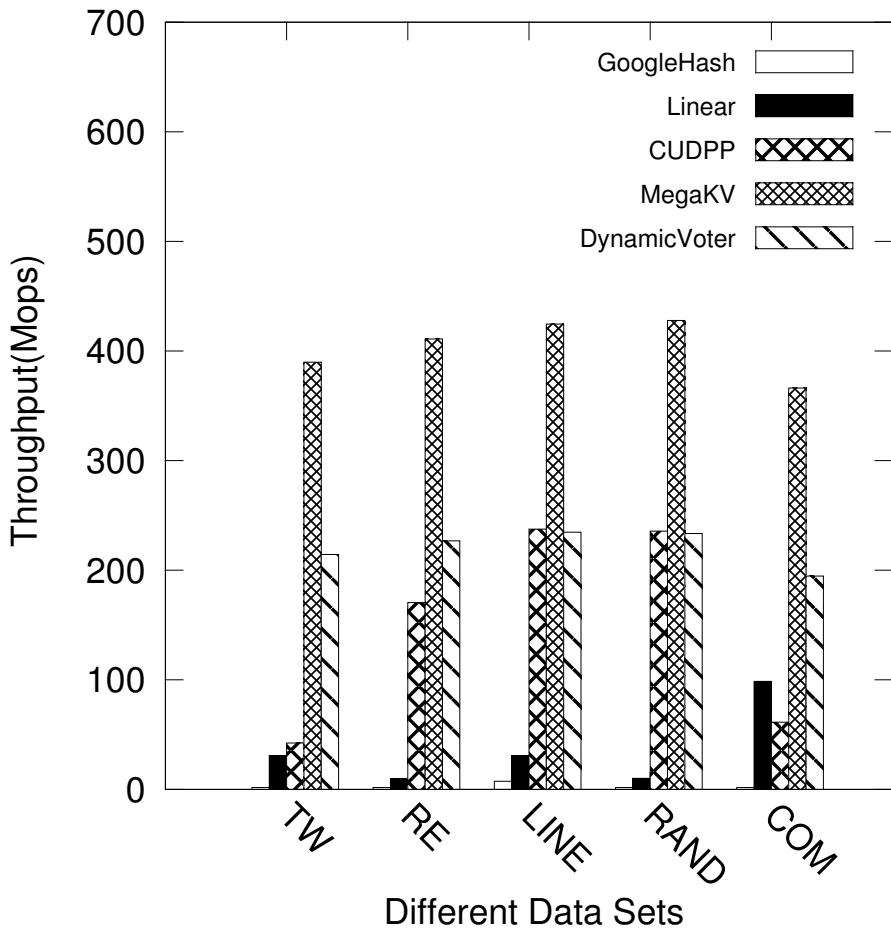 700
600
500
400
300
200
100
0
Throughput(Mops)
GoogleHash
Linear
CUDPP
MegaKV
DynamicVoter
TW
RE
LINE
RAND
COM
Different Data Sets